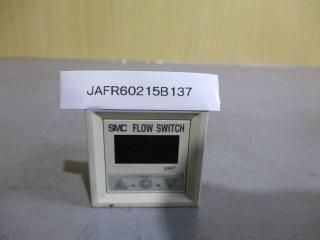 JAFR60215B137
SMC FLOW SWITCH
UNIT